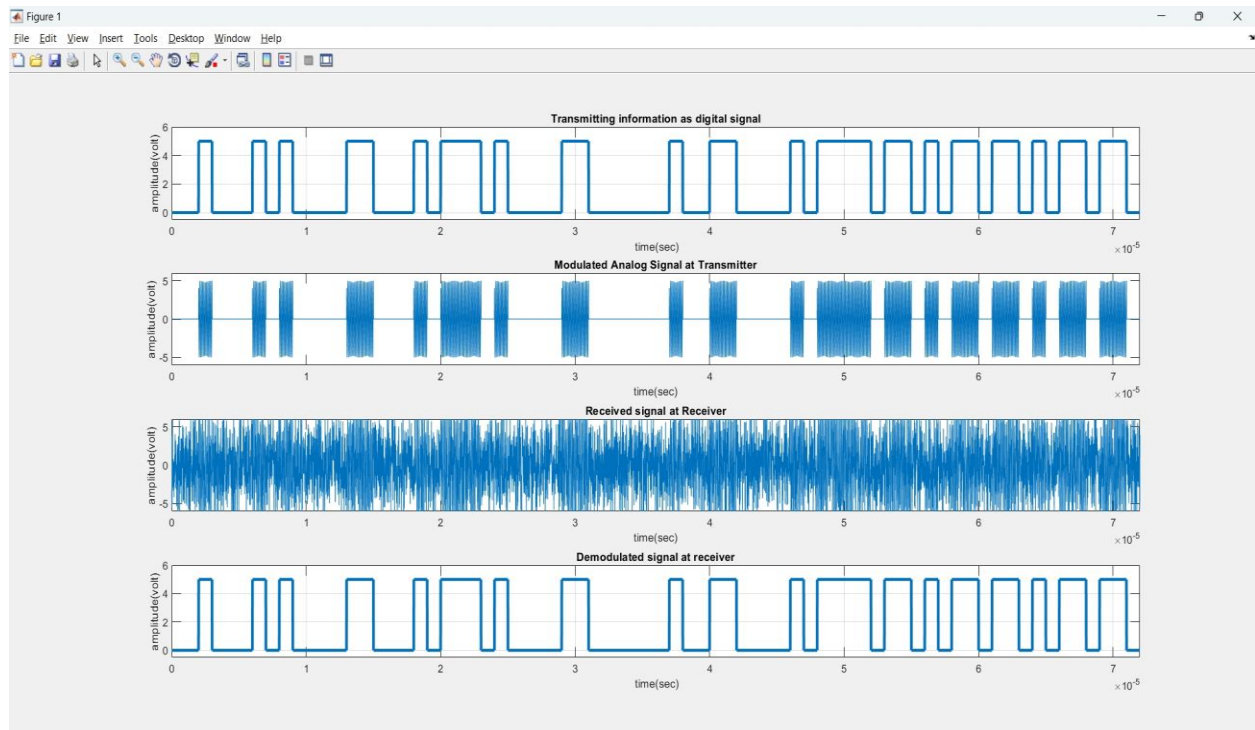 Figure 1
File Edit View Insert Tools Desktop Window Help
Transmitting information as digital signal
amplitude(volt)
6
4
2
0
0 1 2 3 4 5 6 7
time(sec)
×10-5
Modulated Analog Signal at Transmitter
amplitude(volt)
5
0
-5
0 1 2 3 4 5 6 7
time(sec)
×10-5
Received signal at Receiver
amplitude(volt)
5
0
-5
0 1 2 3 4 5 6 7
time(sec)
×10-5
Demodulated signal at receiver
amplitude(volt)
6
4
2
0
0 1 2 3 4 5 6 7
time(sec)
×10-5